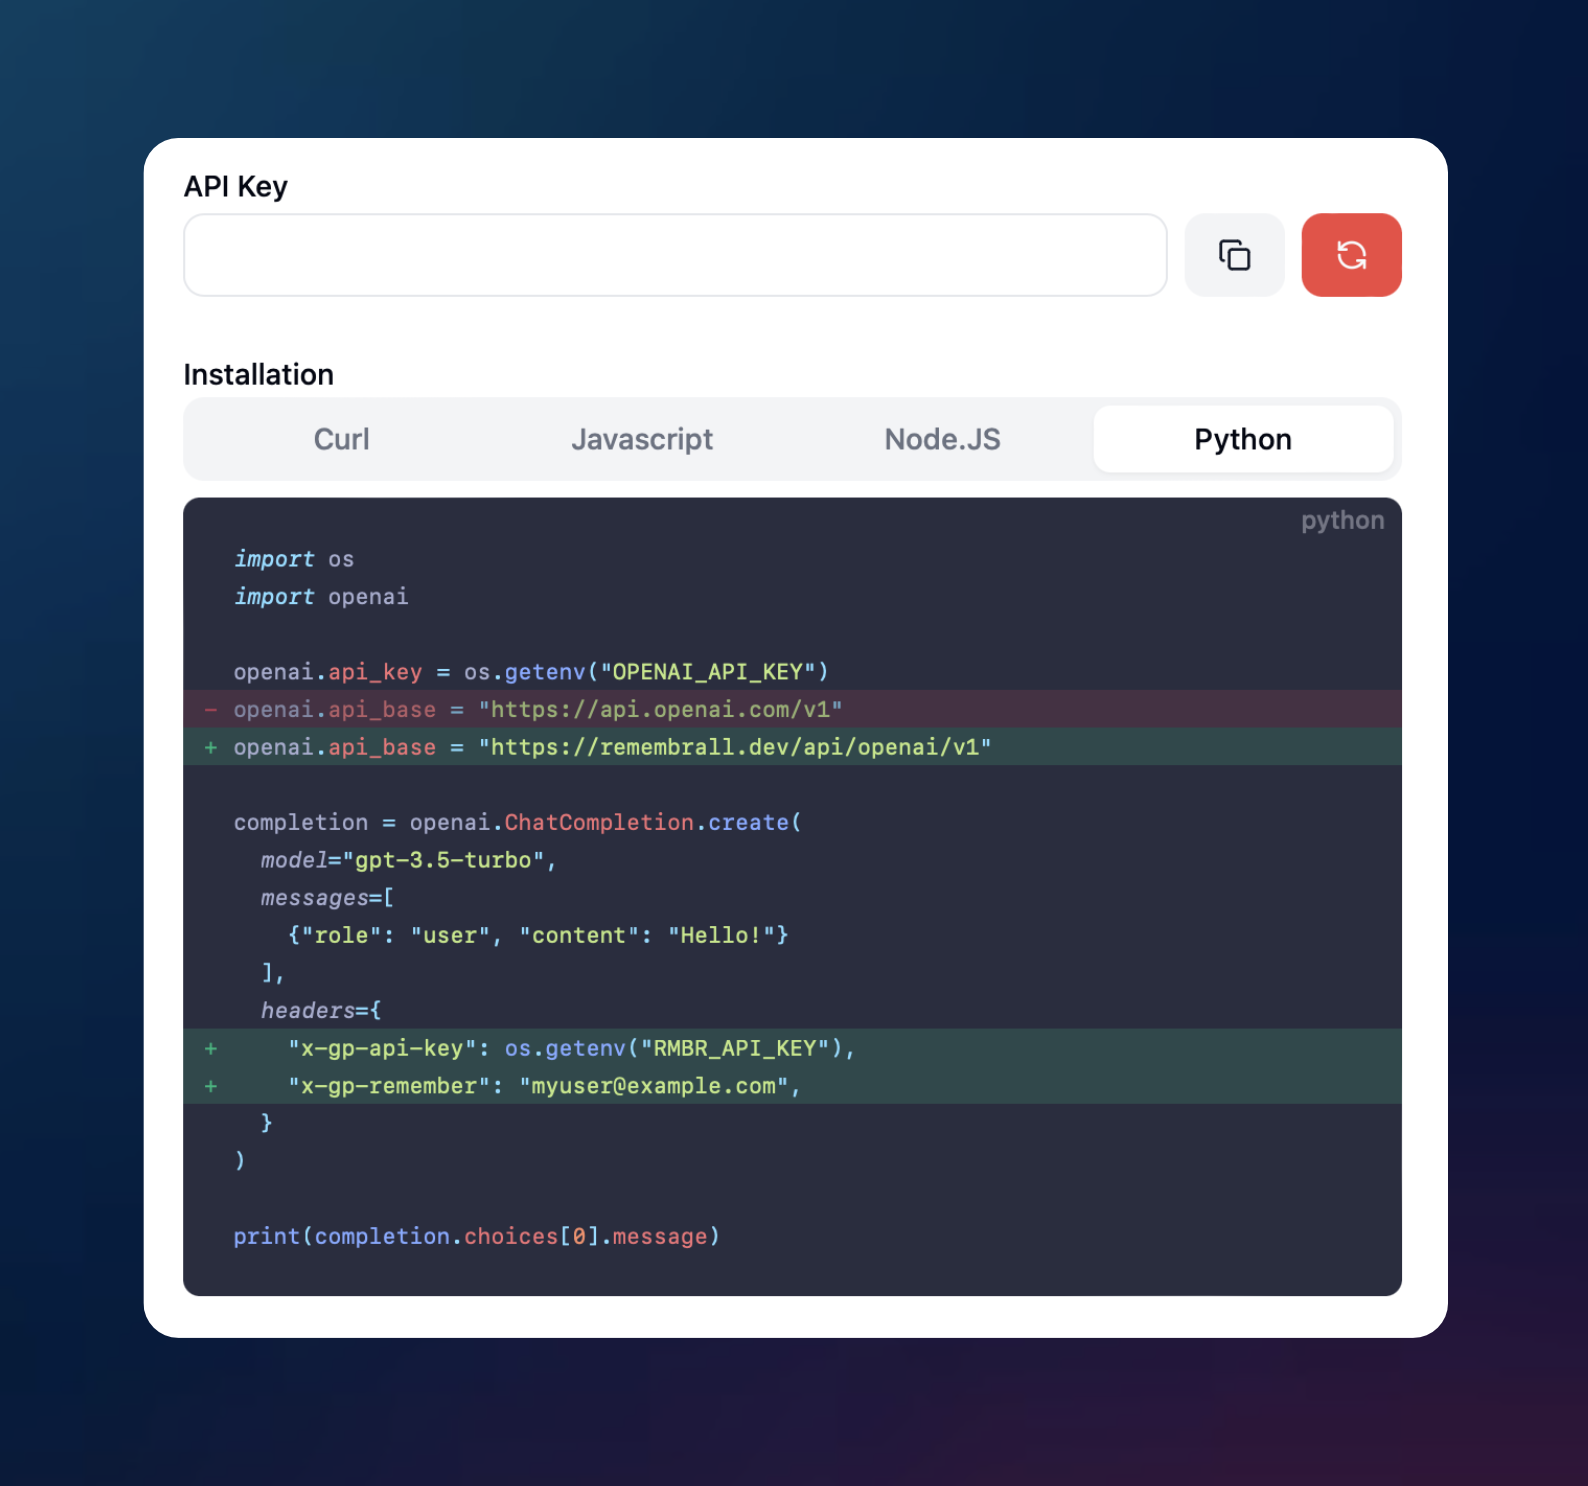 API Key
Installation
Curl Javascript Node.JS Python
python
import os
import openai
openai.api_key = os.getenv("OPENAI_API_KEY")
- openai.api_base = "https://api.openai.com/v1"
+ openai.api_base = "https://remembrall.dev/api/openai/v1"
completion = openai.ChatCompletion.create(
  model="gpt-3.5-turbo",
  messages=[
    {"role": "user", "content": "Hello!"}
  ],
  headers={
+     "x-gp-api-key": os.getenv("RMBR_API_KEY"),
+     "x-gp-remember": "myuser@example.com",
  }
)
print(completion.choices[0].message)